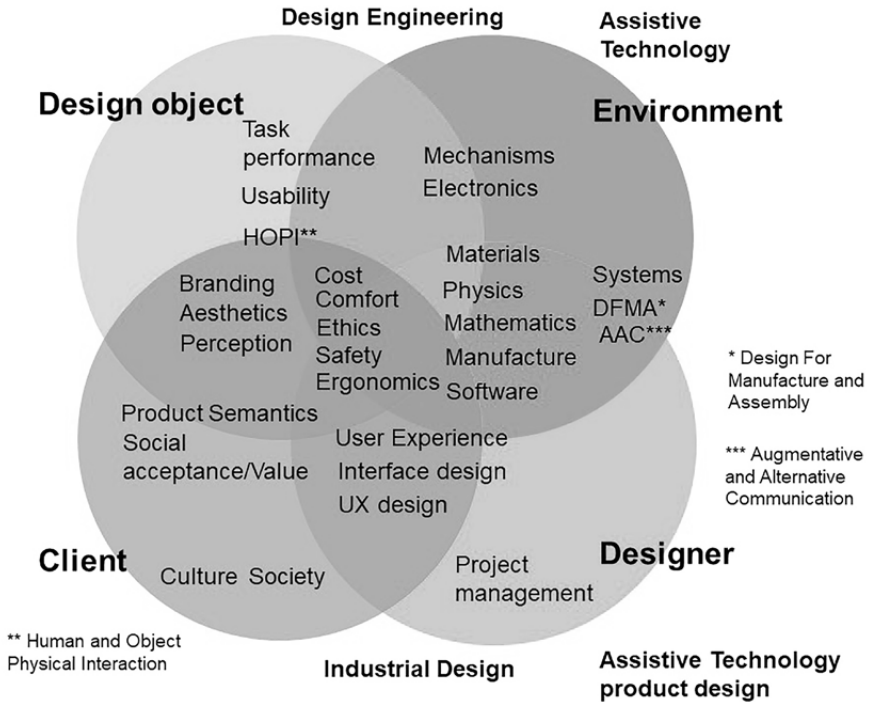 Design Engineering
Assistive
Technology
Design object
Environment
Task
performance
Usability
HOPI**
Mechanisms
Electronics
Branding
Aesthetics
Perception
Cost
Comfort
Ethics
Safety
Ergonomics
Materials
Physics
Mathematics
Manufacture
Software
Systems
DFMA*
AAC***
* Design For
Manufacture and
Assembly
Product Semantics
Social
acceptance/Value
User Experience
Interface design
UX design
*** Augmentative
and Alternative
Communication
Client
Designer
Culture Society
Project
management
** Human and Object
Physical Interaction
Industrial Design
Assistive Technology
product design